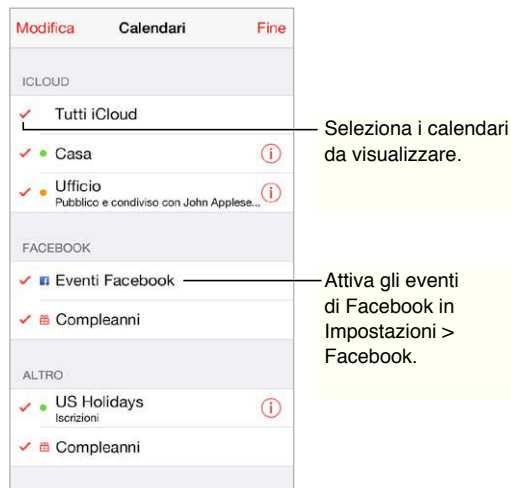 Modifica Calendari Fine
ICLOUD
Tutti iCloud
Seleziona i calendari
da visualizzare.
Casa
Ufficio
Pubblico e condiviso con John Applese...
FACEBOOK
Eventi Facebook
Attiva gli eventi
di Facebook in
Impostazioni >
Facebook.
Compleanni
ALTRO
US Holidays
Iscrizioni
Compleanni